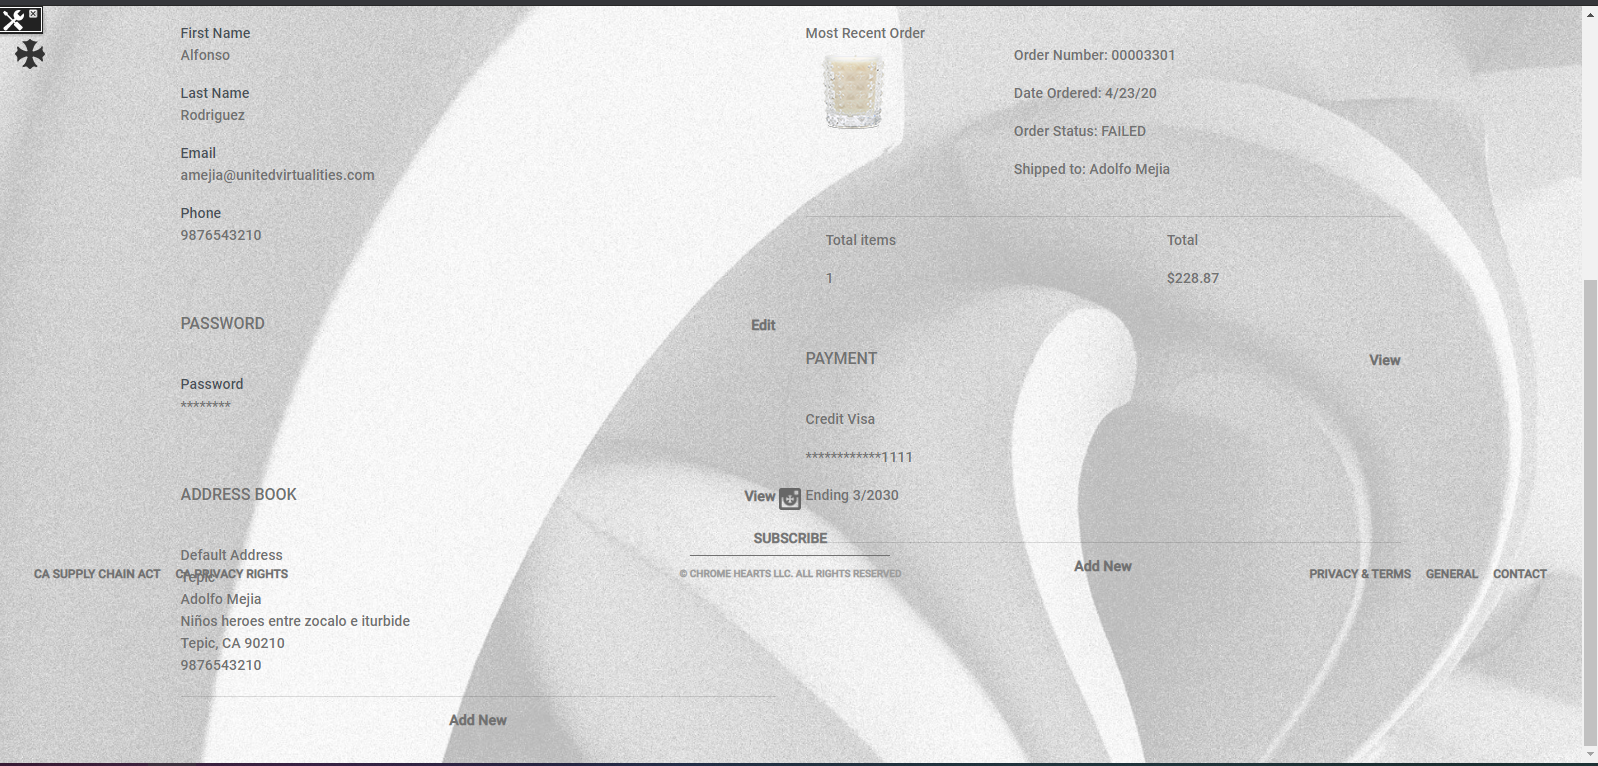 First Name
Alfonso
Last Name
Rodriguez
Email
amejia@unitedvirtualities.com
Phone
9876543210
PASSWORD
Edit
Password
********
ADDRESS BOOK
View
Default Address
Tepic
Adolfo Mejia
Niños heroes entre zocalo e iturbide
Tepic, CA 90210
9876543210
Add New
Most Recent Order
Order Number: 00003301
Date Ordered: 4/23/20
Order Status: FAILED
Shipped to: Adolfo Mejia
Total items
Total
1
$228.87
PAYMENT
View
Credit Visa
************1111
Ending 3/2030
Add New
SUBSCRIBE
CA SUPPLY CHAIN ACT
CA PRIVACY RIGHTS
© CHROME HEARTS LLC. ALL RIGHTS RESERVED
PRIVACY & TERMS
GENERAL
CONTACT